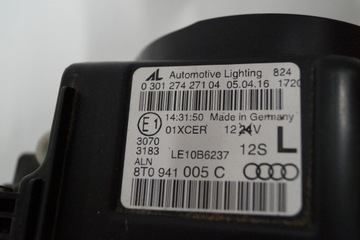 AL Automotive Lighting 824
0 301 274 271 04 05.04.16 1720
14:31:50 Made in Germany
E1 01XCER 12 24V
3070
3183 LE10B6237 12S L
ALN
8T0 941 005 C